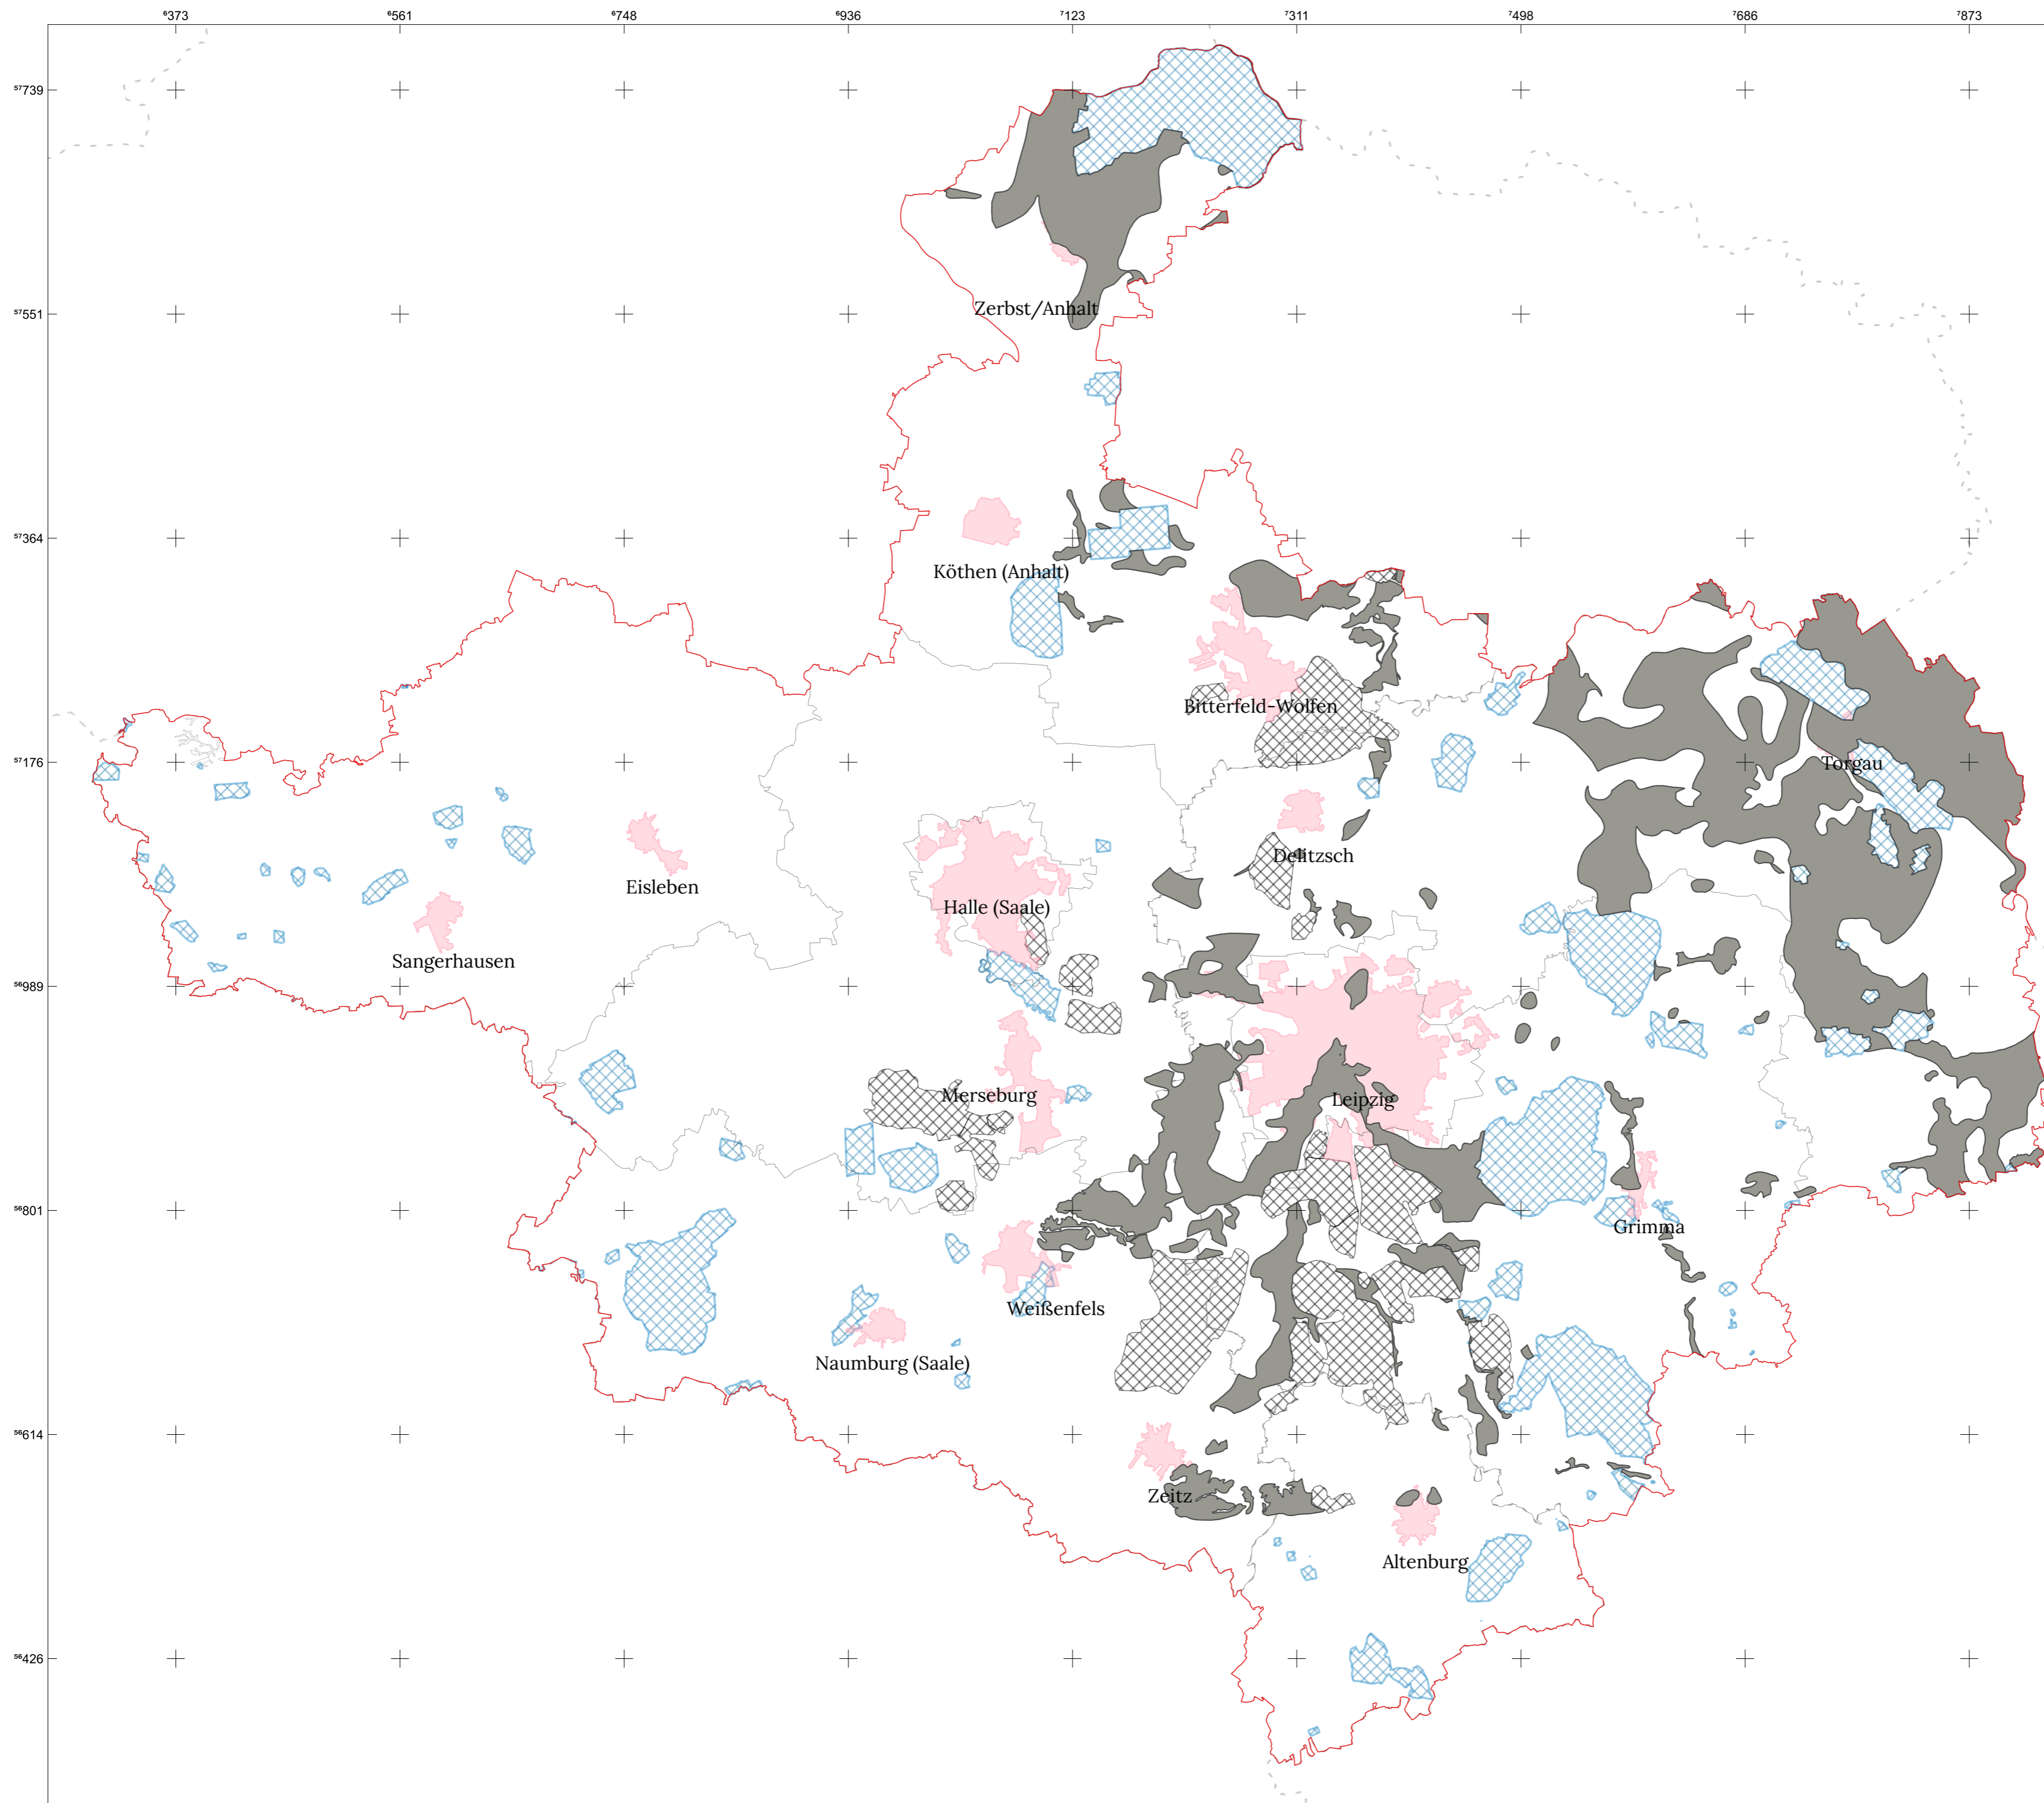 ⁶373 ⁶561 ⁶748 ⁶936 ⁷123 ⁷311 ⁷498 ⁷686 ⁷873
⁵⁷739
⁵⁷551
Zerbst/Anhalt
⁵⁷364
Köthen (Anhalt)
Bitterfeld-Wolfen
⁵⁷176
Torgau
Delitzsch
Eisleben
Halle (Saale)
Sangerhausen
⁵⁶989
Merseburg
Leipzig
⁵⁶801
Grimma
Weißenfels
Naumburg (Saale)
⁵⁶614
Zeitz
Altenburg
⁵⁶426